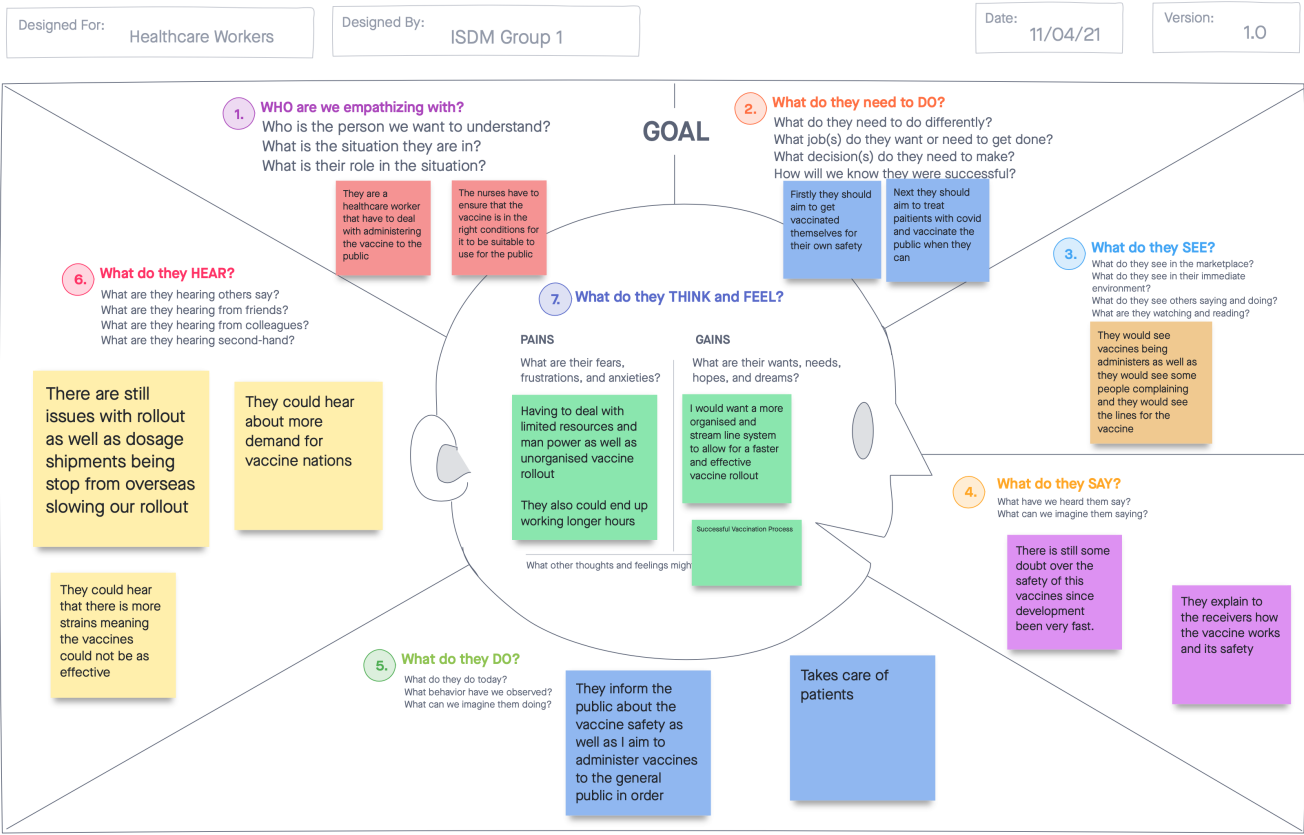 Designed For:
Healthcare Workers
Designed By:
ISDM Group 1
Date:
11/04/21
Version:
1.0
1.
WHO are we empathizing with?
Who is the person we want to understand?
What is the situation they are in?
What is their role in the situation?
They are a
healthcare worker
that have to deal
with administering
the vaccine to the
public
The nurses have to
ensure that the
vaccine is in the
right conditions for
it to be suitable to
use for the public
GOAL
2.
What do they need to DO?
What do they need to do differently?
What job(s) do they want or need to get done?
What decision(s) do they need to make?
How will we know they were successful?
Firstly they should
aim to get
vaccinated
themselves for
their own safety
Next they should
aim to treat
paitients with covid
and vaccinate the
public when they
can
3.
What do they SEE?
What do they see in the marketplace?
What do they see in their immediate
environment?
What do they see others saying and doing?
What are they watching and reading?
They would see
vaccines being
administers as well as
they would see some
people complaining
and they would see
the lines for the
vaccine
4.
What do they SAY?
What have we heard them say?
What can we imagine them saying?
There is still some
doubt over the
safety of this
vaccines since
development
been very fast.
They explain to
the receivers how
the vaccine works
and its safety
5.
What do they DO?
What do they do today?
What behavior have we observed?
What can we imagine them doing?
They inform the
public about the
vaccine safety as
well as I aim to
administer vaccines
to the general
public in order
Takes care of
patients
6.
What do they HEAR?
What are they hearing others say?
What are they hearing from friends?
What are they hearing from colleagues?
What are they hearing second-hand?
There are still
issues with rollout
as well as dosage
shipments being
stop from overseas
slowing our rollout
They could hear
about more
demand for
vaccine nations
They could hear
that there is more
strains meaning
the vaccines
could not be as
effective
7.
What do they THINK and FEEL?
PAINS
What are their fears,
frustrations, and anxieties?
Having to deal with
limited resources and
man power as well as
unorganised vaccine
rollout
They also could end up
working longer hours
GAINS
What are their wants, needs,
hopes, and dreams?
I would want a more
organised and
stream line system
to allow for a faster
and effective
vaccine rollout
Successful Vaccination Process
What other thoughts and feelings migh